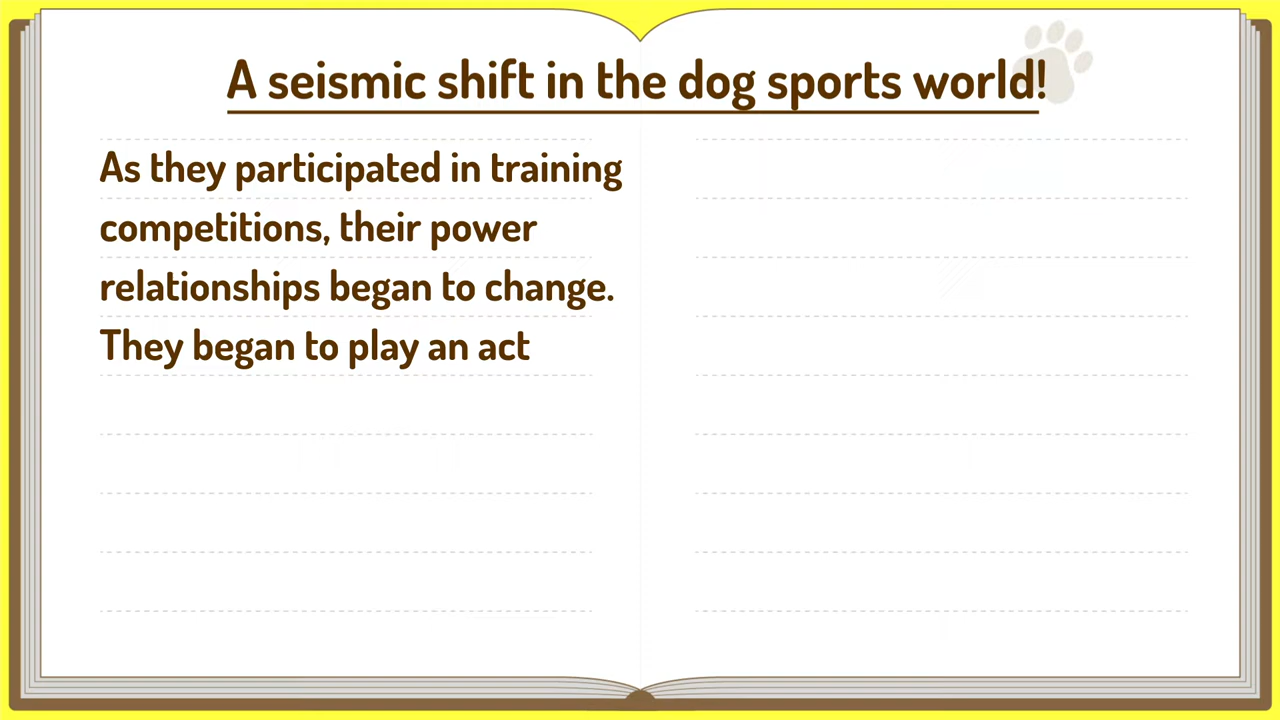 A seismic shift in the dog sports world!
As they participated in training
competitions, their power
relationships began to change.
They began to play an act